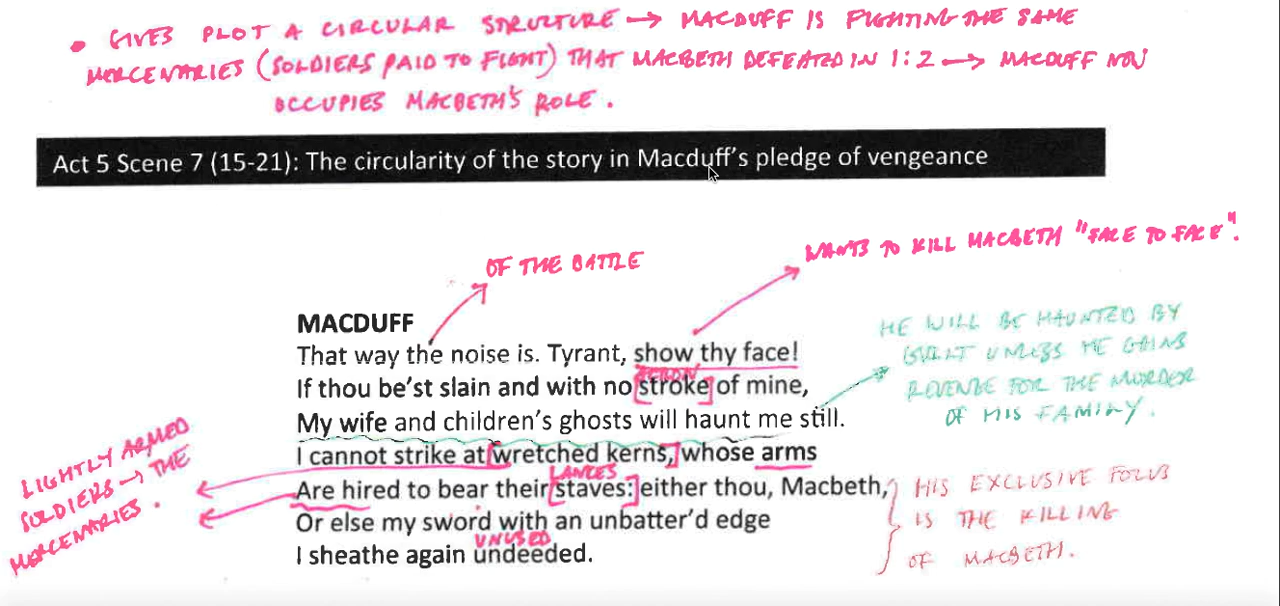 • GIVES PLOT A CIRCULAR STRUCTURE → MACDUFF IS FIGHTING THE SAME
MERCENARIES (SOLDIERS PAID TO FIGHT) THAT MACBETH DEFEATED IN 1:2 → MACDUFF NOW
OCCUPIES MACBETH'S ROLE.
Act 5 Scene 7 (15-21): The circularity of the story in Macduff's pledge of vengeance
WANTS TO KILL MACBETH "FACE TO FACE".
OF THE BATTLE
MACDUFF
That way the noise is. Tyrant, show thy face!
If thou be'st slain and with no [stroke] of mine,
My wife and children's ghosts will haunt me still.
I cannot strike at [wretched kerns,] whose arms
LANCES
Are hired to bear their [staves:] either thou, Macbeth,
Or else my sword with an unbatter'd edge
UNUSED
I sheathe again undeeded.
HE WILL BE HAUNTED BY
GUILT UNLESS HE GAINS
REVENGE FOR THE MURDER
OF HIS FAMILY.
LIGHTLY ARMED
SOLDIERS → THE
MERCENARIES.
HIS EXCLUSIVE FOCUS
IS THE KILLING
OF MACBETH.